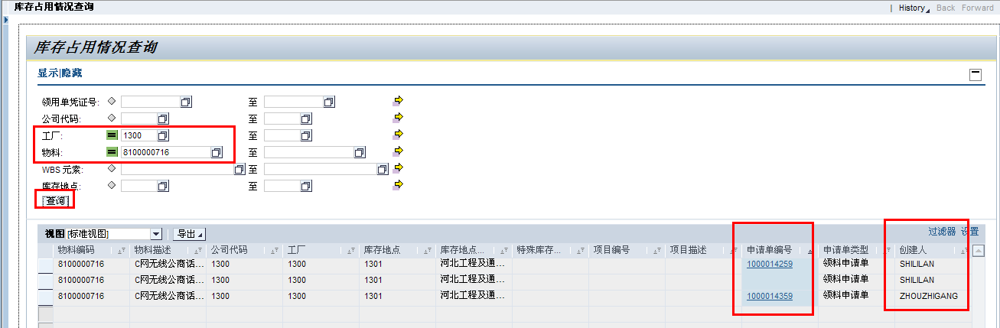 库存占用情况查询
History Back Forward
库存占用情况查询
显示|隐藏
领用单凭证号: 至
公司代码: 至
工厂: 1300 至
物料: 8100000716 至
WBS 元素: 至
库存地点: 至
查询
视图 [标准视图] 导出 过滤器 设置
物料编码 物料描述 公司代码 工厂 库存地点 库存地点... 特殊库存... 项目编号 项目描述 申请单编号 申请单类型 创建人
8100000716 C网无线公商话... 1300 1300 1301 河北工程及通... 1000014259 领料申请单 SHILILAN
8100000716 C网无线公商话... 1300 1300 1301 河北工程及通... 领料申请单 SHILILAN
8100000716 C网无线公商话... 1300 1300 1301 河北工程及通... 1000014359 领料申请单 ZHOUZHIGANG